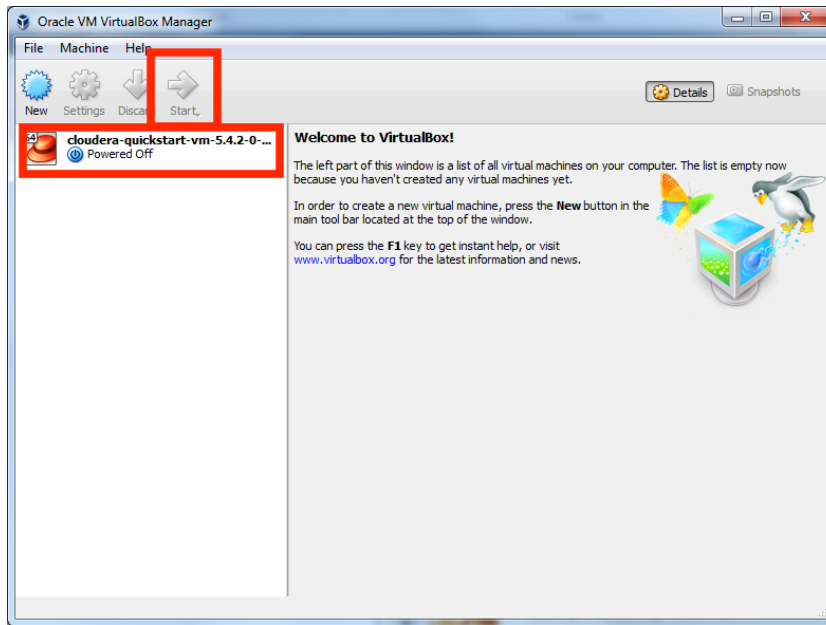 Oracle VM VirtualBox Manager
File Machine Help
New Settings Discar Start
Details Snapshots
64
cloudera-quickstart-vm-5.4.2-0-...
Powered Off
Welcome to VirtualBox!
The left part of this window is a list of all virtual machines on your computer. The list is empty now
because you haven't created any virtual machines yet.
In order to create a new virtual machine, press the New button in the
main tool bar located at the top of the window.
You can press the F1 key to get instant help, or visit
www.virtualbox.org for the latest information and news.